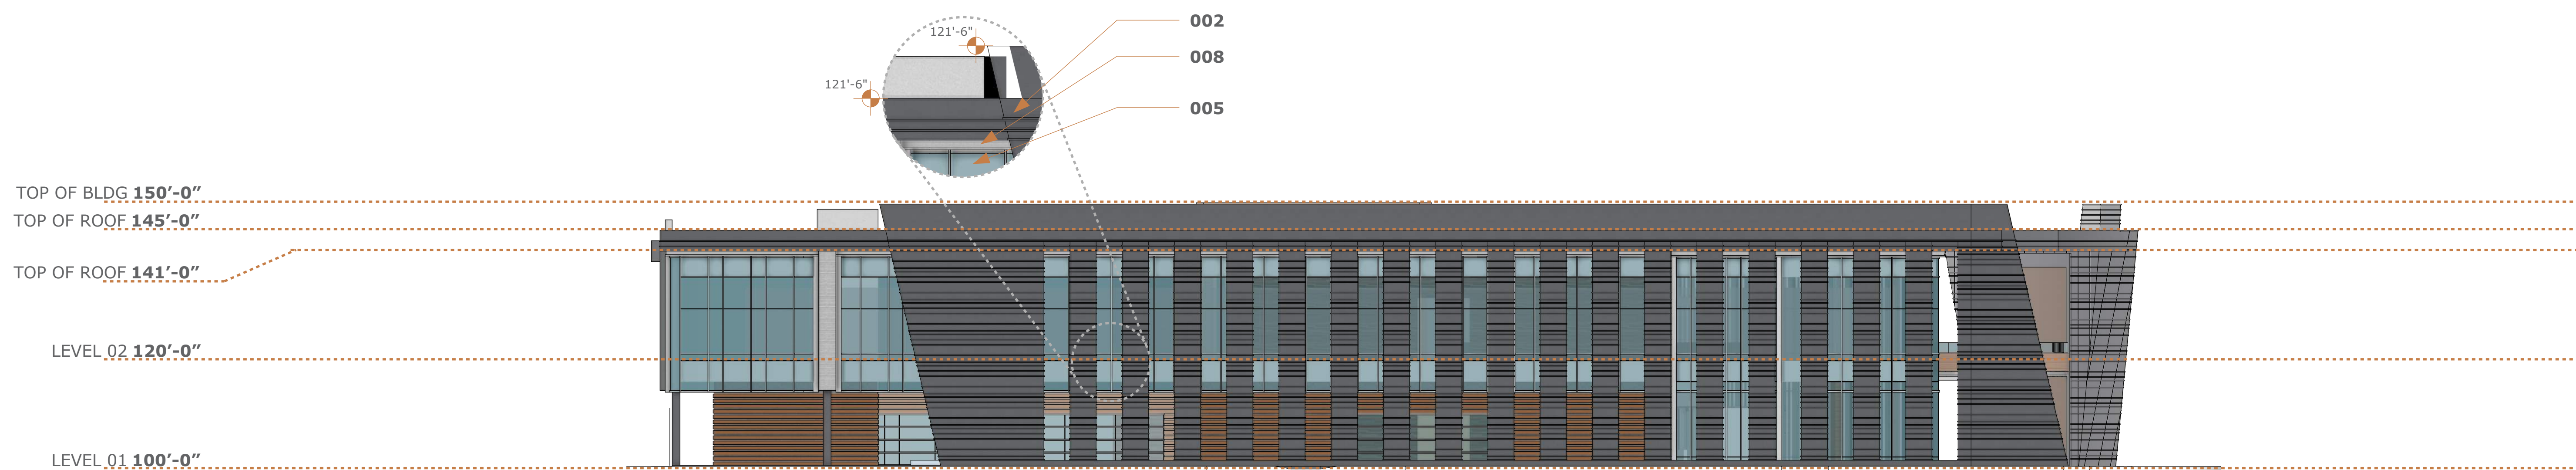 121'-6"
002
008
121'-6"
005
TOP OF BLDG 150′-0″
TOP OF ROOF 145′-0″
TOP OF ROOF 141′-0″
LEVEL 02 120′-0″
LEVEL 01 100′-0″